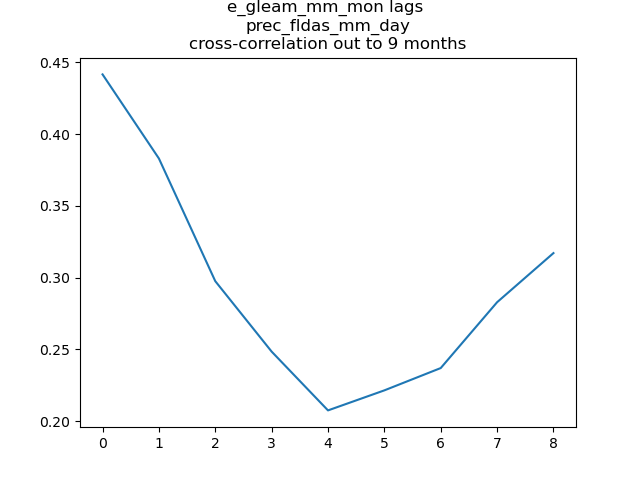 e_gleam_mm_mon lags
prec_fldas_mm_day
cross-correlation out to 9 months
0.45
0.40
0.35
0.30
0.25
0.20
0 1 2 3 4 5 6 7 8